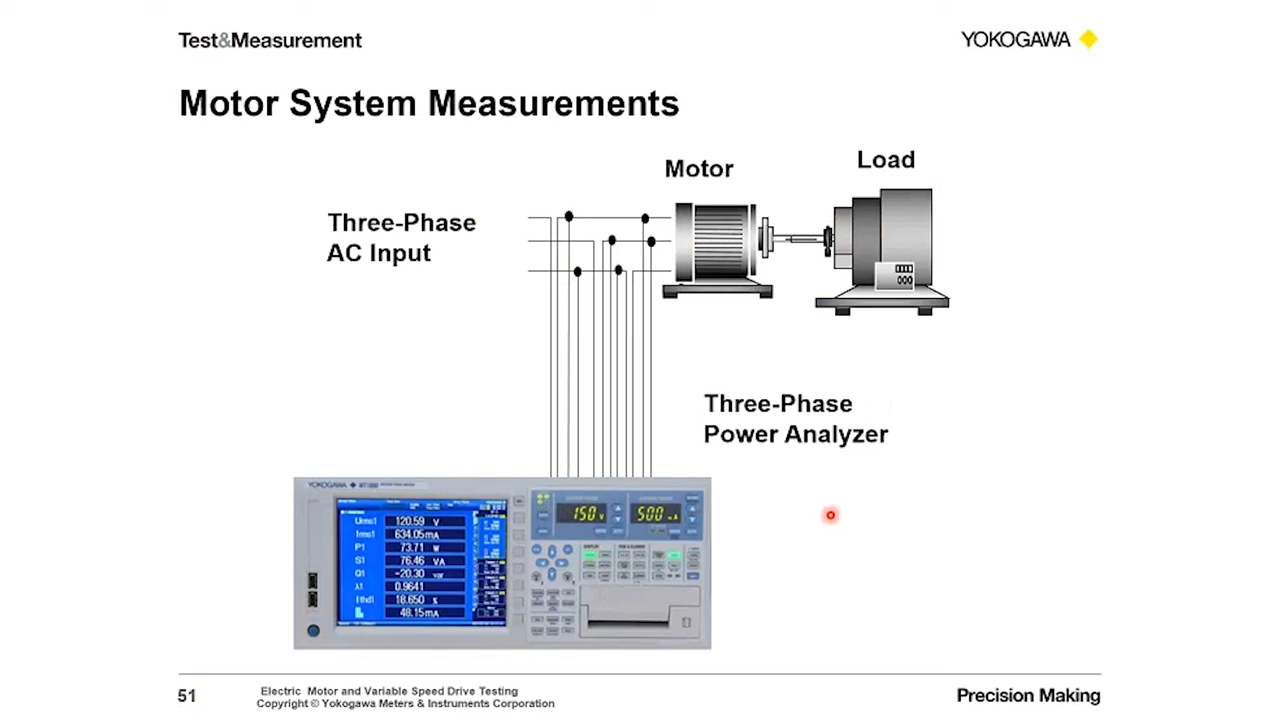 Test&Measurement
YOKOGAWA
Motor System Measurements
Motor
Load
Three-Phase
AC Input
Three-Phase
Power Analyzer
YOKOGAWA
Urms1 120.59 V
Irms1 634.05mA
P1 73.71 W
S1 76.46 VA
Q1 -20.30 var
λ1 0.9641
Ithd1 18.650 %
48.15mA
150 V
500 mA
51
Electric Motor and Variable Speed Drive Testing
Copyright © Yokogawa Meters & Instruments Corporation
Precision Making